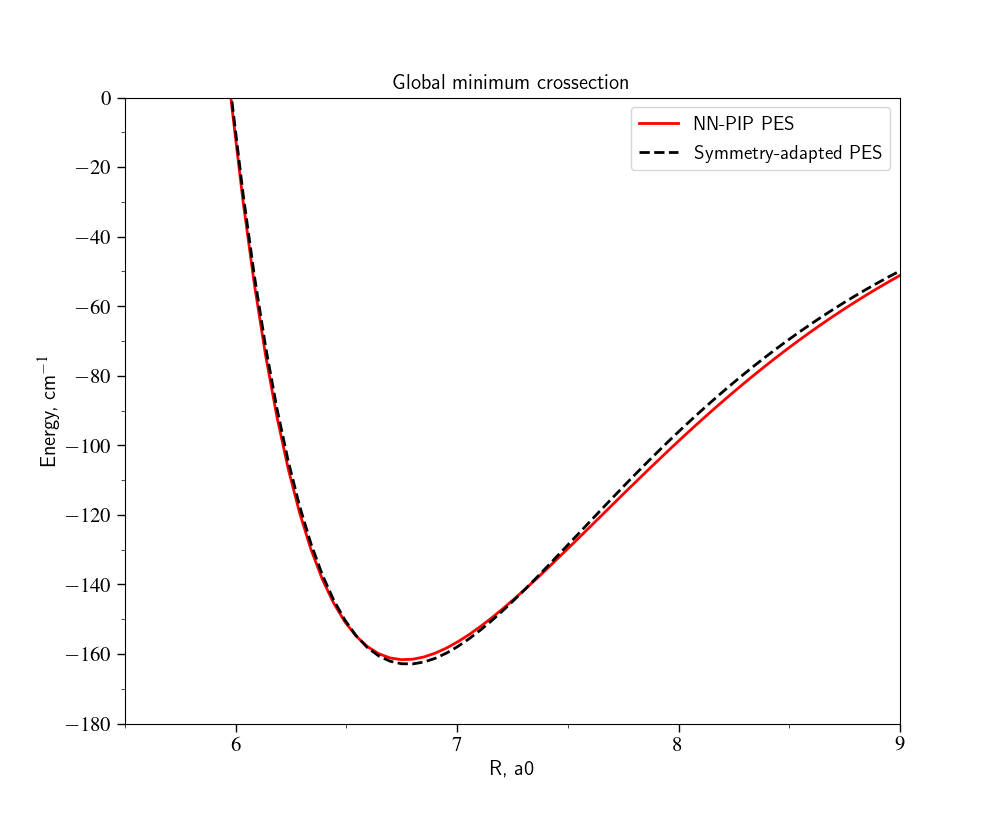 Global minimum crossection
NN-PIP PES
Symmetry-adapted PES
0
−20
−40
−60
−80
−100
−120
−140
−160
−180
Energy, cm⁻¹
6
7
8
9
R, a0